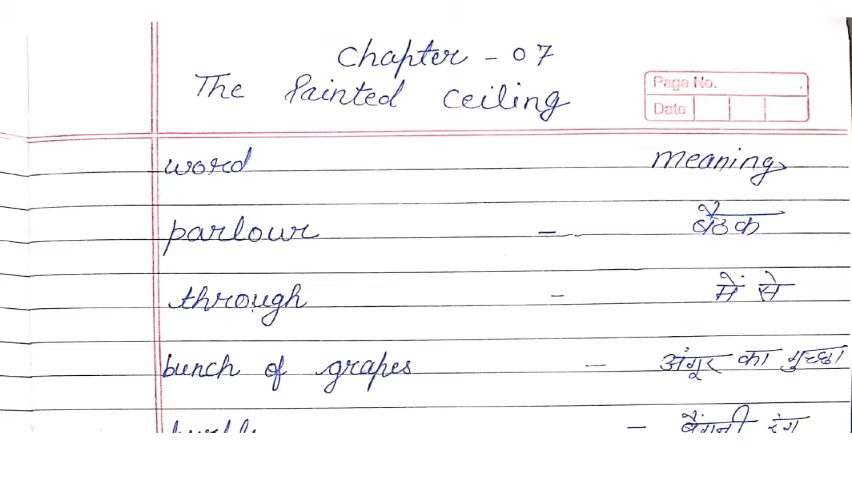 Chapter - 07
The Painted Ceiling
Page No.
Date
word meaning
parlour - बैठक
through - में से
bunch of grapes - अंगूर का गुच्छा
- बैंगनी रंग